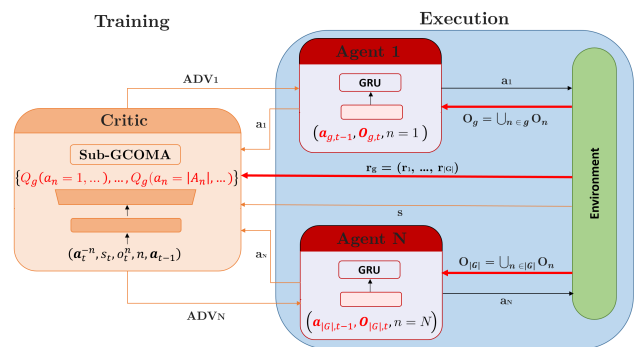 Training
Execution
Agent 1
GRU
(a_{g,t−1}, O_{g,t}, n = 1)
ADV₁
a₁
a₁
O_g = ⋃_{n ∈ g} O_n
Critic
Sub-GCOMA
{Q_g(a_n = 1, …), …, Q_g(a_n = |A_n|, …)}
(a_t^{−n}, s_t, o_t^n, n, a_{t−1})
r_g = (r₁, …, r_{|G|})
s
Environment
Agent N
GRU
(a_{|G|,t−1}, O_{|G|,t}, n = N)
a_N
O_{|G|} = ⋃_{n ∈|G|} O_n
a_N
ADV_N